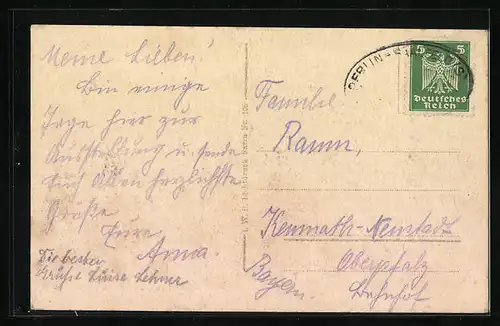 Meine Lieben!
Bin einige
Tage hier zur
Ausstellung u. sende
Euch Allen herzlichste
Grüße
Eure
Anna.
Die besten
Grüße Luise Lehner
BERLIN
5 5
Deutsches
Reich
Familie
Ramm,
Kemnath-Neustadt
Oberpfalz
Bahnhof
Bayern.